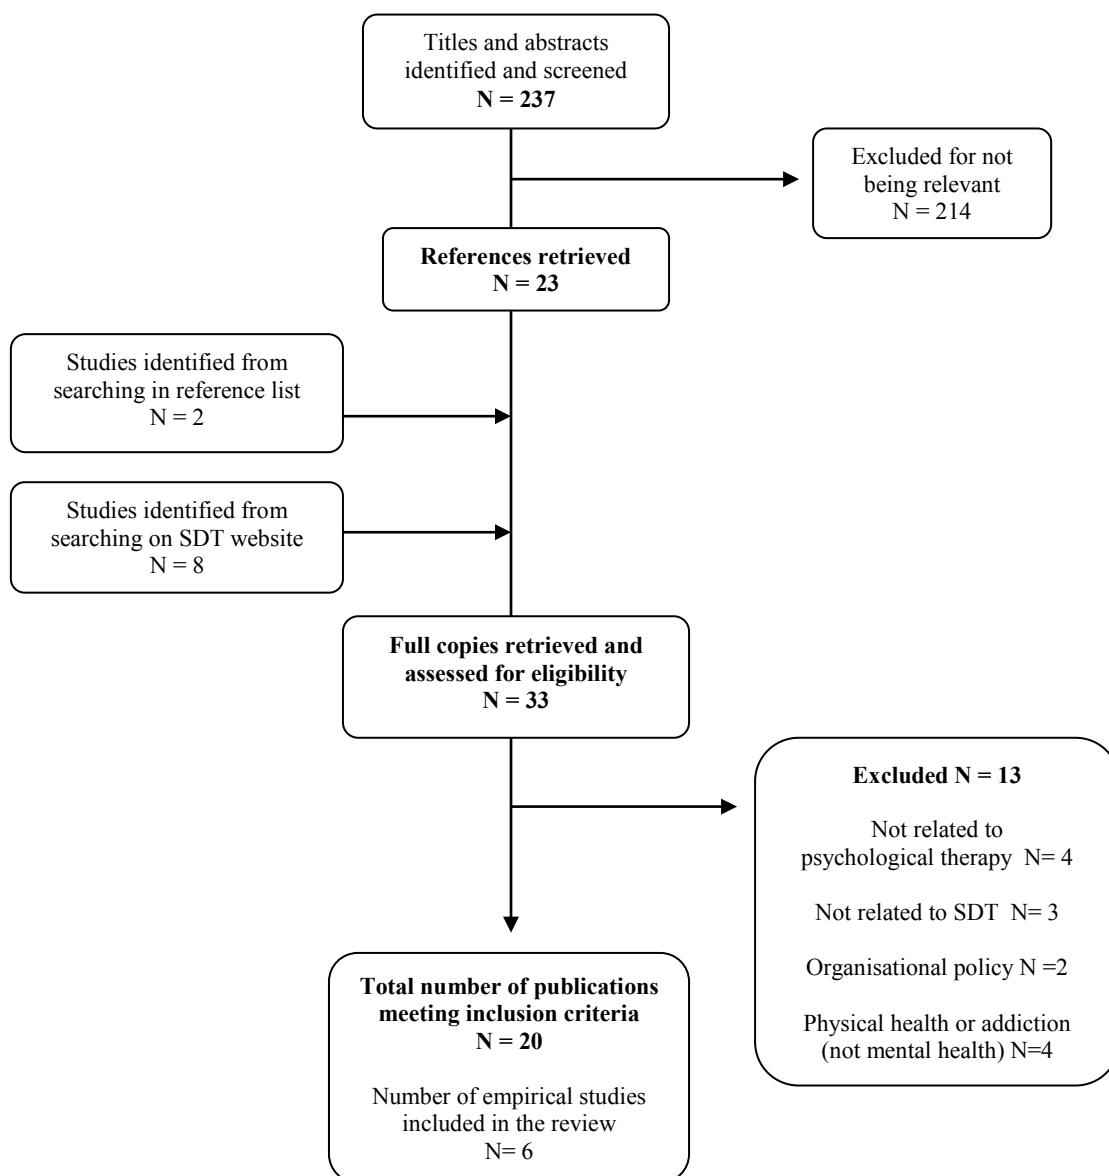 Titles and abstracts
identified and screened
N = 237
Excluded for not
being relevant
N = 214
References retrieved
N = 23
Studies identified from
searching in reference list
N = 2
Studies identified from
searching on SDT website
N = 8
Full copies retrieved and
assessed for eligibility
N = 33
Excluded N = 13
Not related to
psychological therapy  N= 4
Not related to SDT  N= 3
Organisational policy N =2
Physical health or addiction
(not mental health) N=4
Total number of publications
meeting inclusion criteria
N = 20
Number of empirical studies
included in the review
N= 6